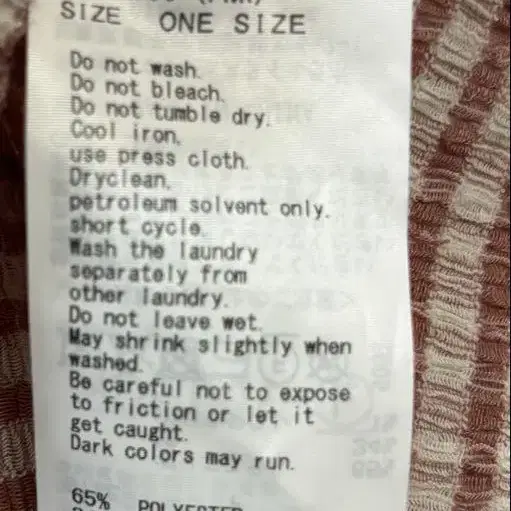 SIZE ONE SIZE
Do not wash.
Do not bleach.
Do not tumble dry.
Cool iron,
use press cloth.
Dryclean,
petroleum solvent only.
short cycle.
Wash the laundry
separately from
other laundry.
Do not leave wet.
May shrink slightly when
washed.
Be careful not to expose
to friction or let it
get caught.
Dark colors may run.
65% POLYESTER